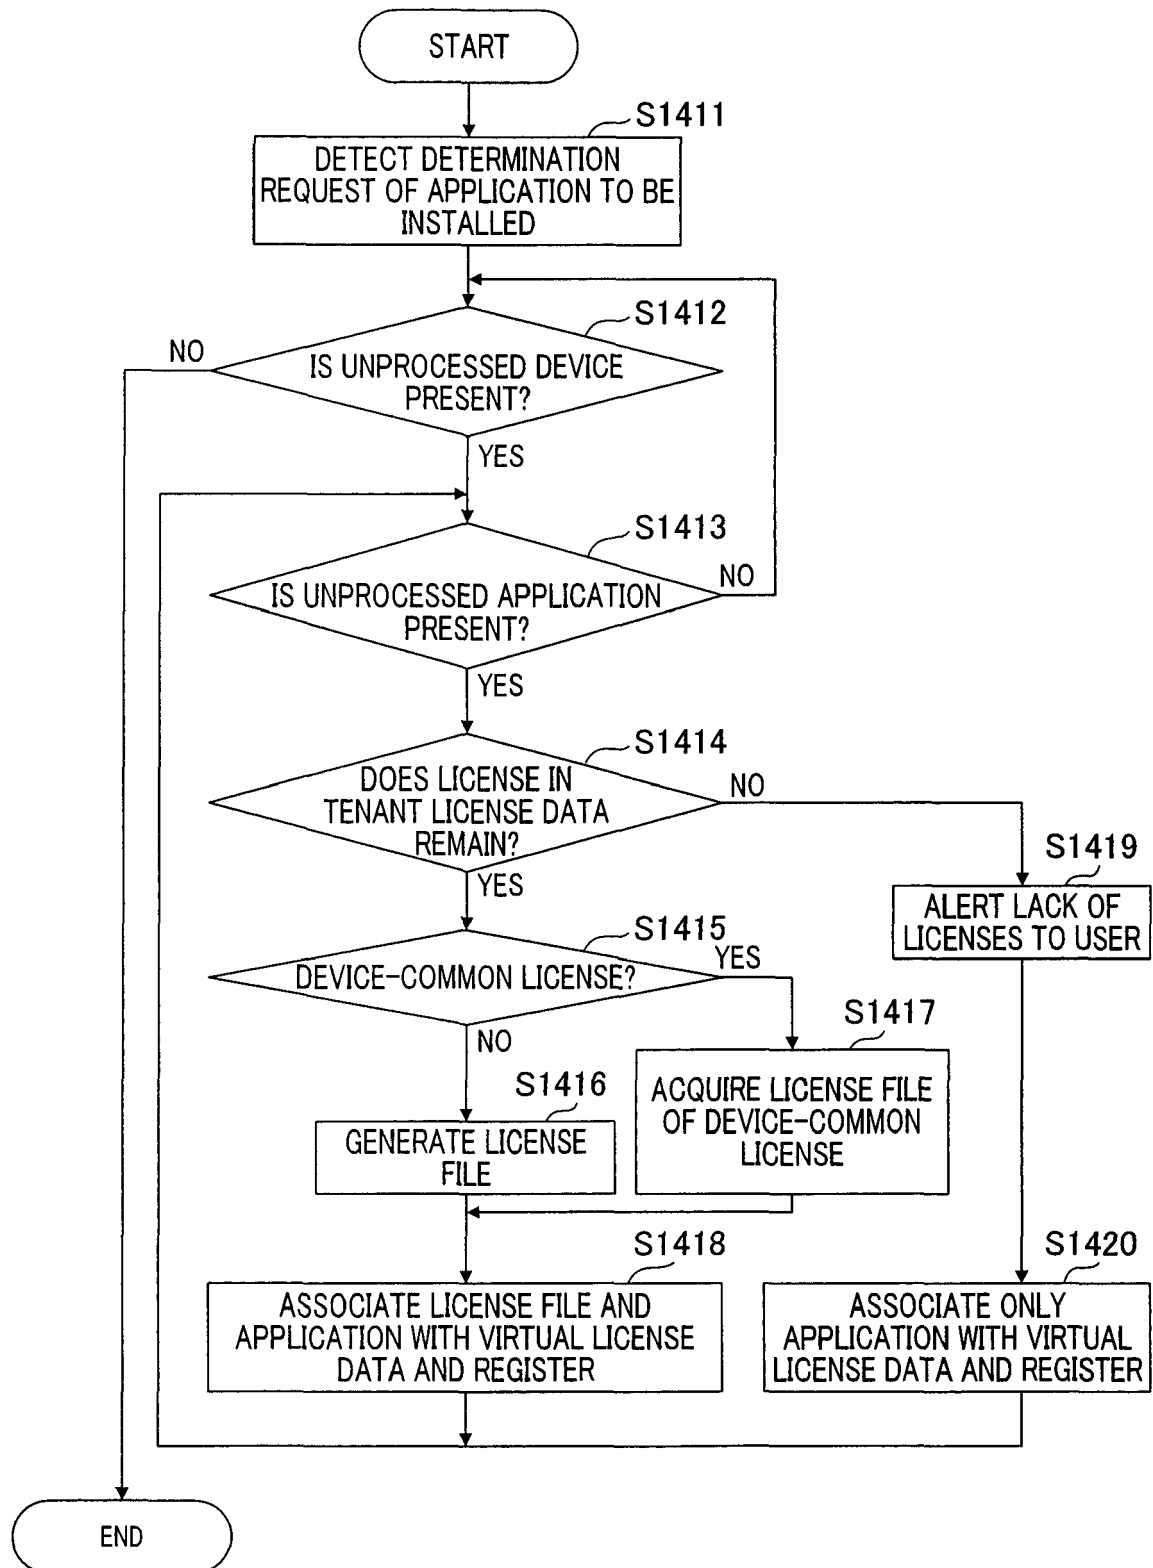 START
S1411
DETECT DETERMINATION
REQUEST OF APPLICATION TO BE
INSTALLED
S1412
NO
IS UNPROCESSED DEVICE
PRESENT?
YES
S1413
NO
IS UNPROCESSED APPLICATION
PRESENT?
YES
S1414
DOES LICENSE IN
TENANT LICENSE DATA
REMAIN?
NO
YES
S1419
ALERT LACK OF
LICENSES TO USER
S1415
DEVICE-COMMON LICENSE?
YES
NO
S1417
ACQUIRE LICENSE FILE
OF DEVICE-COMMON
LICENSE
S1416
GENERATE LICENSE
FILE
S1418
ASSOCIATE LICENSE FILE AND
APPLICATION WITH VIRTUAL LICENSE
DATA AND REGISTER
S1420
ASSOCIATE ONLY
APPLICATION WITH VIRTUAL
LICENSE DATA AND REGISTER
END